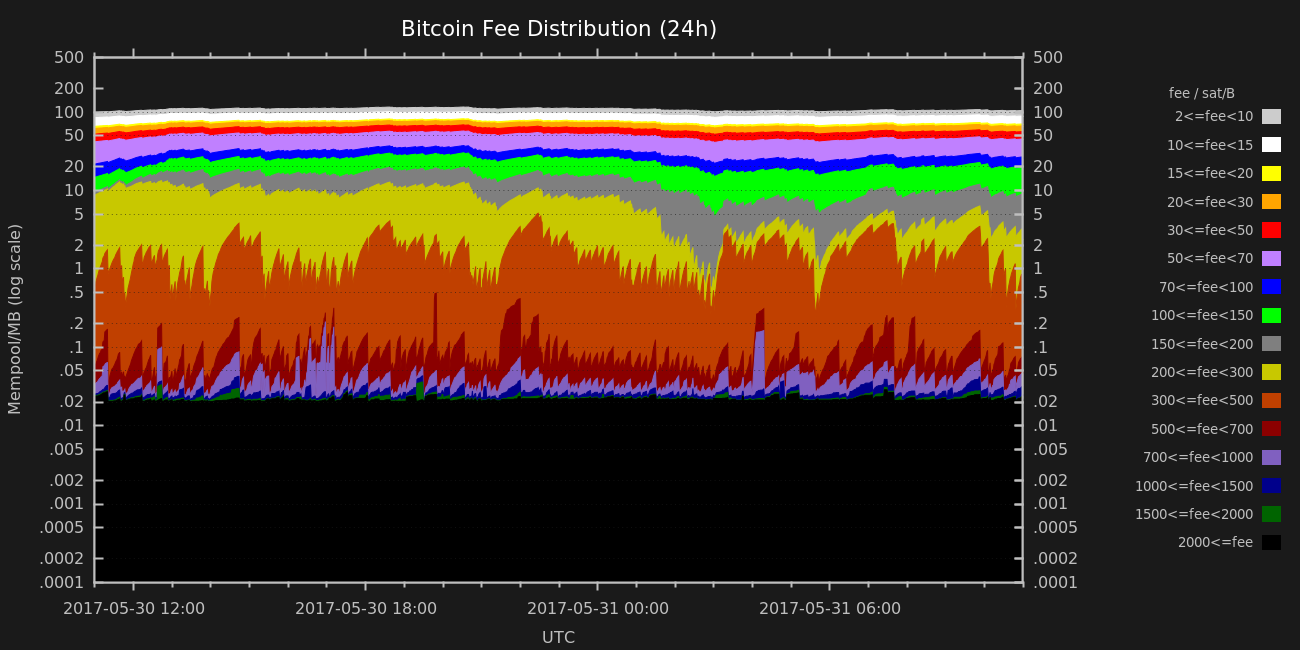 Bitcoin Fee Distribution (24h)
500
200
100
50
20
10
5
2
1
.5
.2
.1
.05
.02
.01
.005
.002
.001
.0005
.0002
.0001
Mempool/MB (log scale)
500
200
100
50
20
10
5
2
1
.5
.2
.1
.05
.02
.01
.005
.002
.001
.0005
.0002
.0001
2017-05-30 12:00
2017-05-30 18:00
2017-05-31 00:00
2017-05-31 06:00
UTC
fee / sat/B
2<=fee<10
10<=fee<15
15<=fee<20
20<=fee<30
30<=fee<50
50<=fee<70
70<=fee<100
100<=fee<150
150<=fee<200
200<=fee<300
300<=fee<500
500<=fee<700
700<=fee<1000
1000<=fee<1500
1500<=fee<2000
2000<=fee